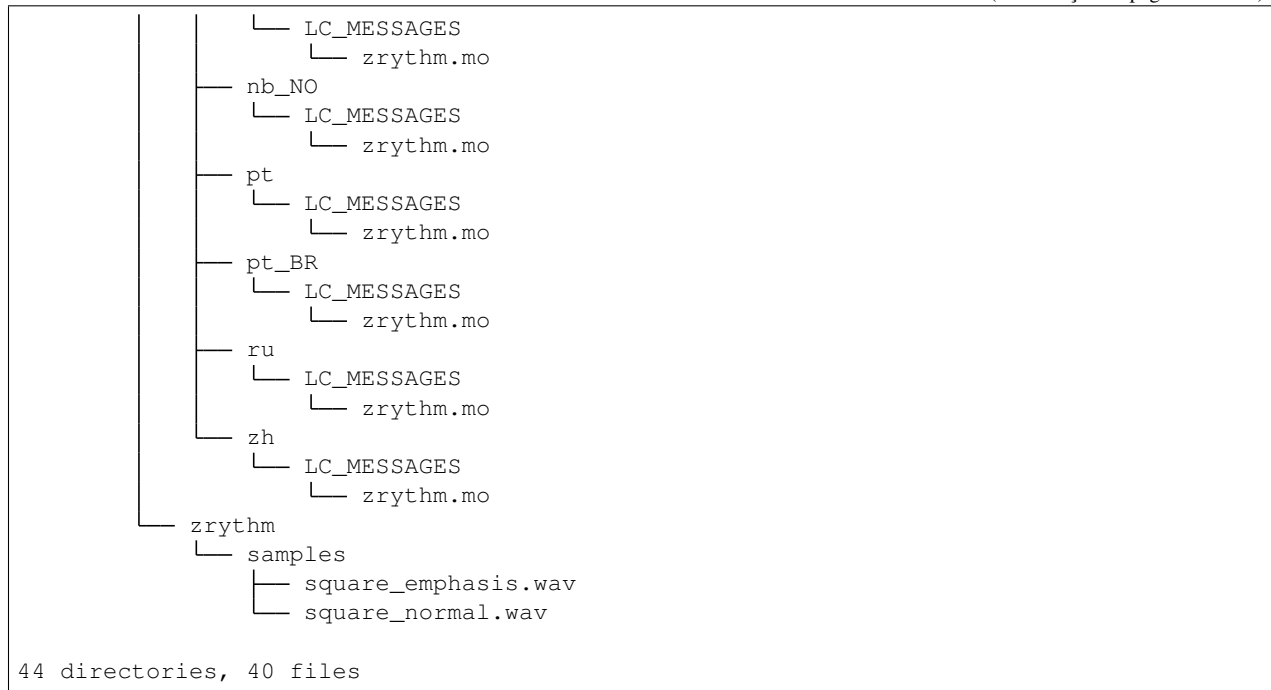 │   │   └── LC_MESSAGES
│   │       └── zrythm.mo
│   ├── nb_NO
│   │   └── LC_MESSAGES
│   │       └── zrythm.mo
│   ├── pt
│   │   └── LC_MESSAGES
│   │       └── zrythm.mo
│   ├── pt_BR
│   │   └── LC_MESSAGES
│   │       └── zrythm.mo
│   ├── ru
│   │   └── LC_MESSAGES
│   │       └── zrythm.mo
│   └── zh
│       └── LC_MESSAGES
│           └── zrythm.mo
└── zrythm
    └── samples
        ├── square_emphasis.wav
        └── square_normal.wav
44 directories, 40 files